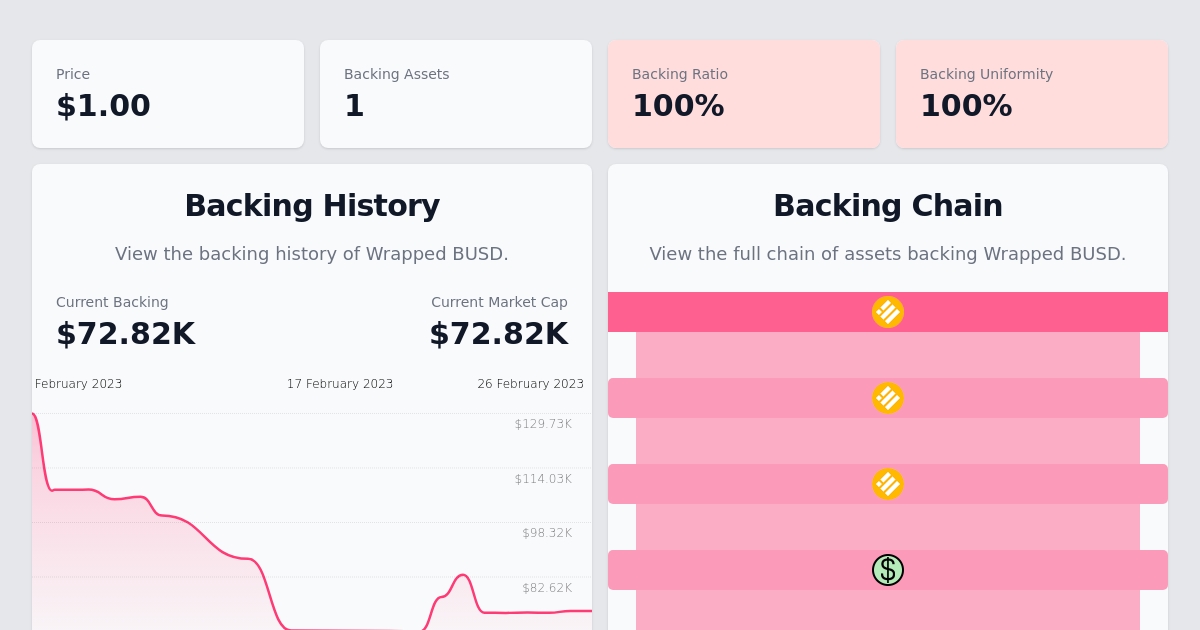 Price
$1.00
Backing Assets
1
Backing Ratio
100%
Backing Uniformity
100%
Backing History
View the backing history of Wrapped BUSD.
Current Backing
$72.82K
Current Market Cap
$72.82K
February 2023
17 February 2023
26 February 2023
$129.73K
$114.03K
$98.32K
$82.62K
Backing Chain
View the full chain of assets backing Wrapped BUSD.
$